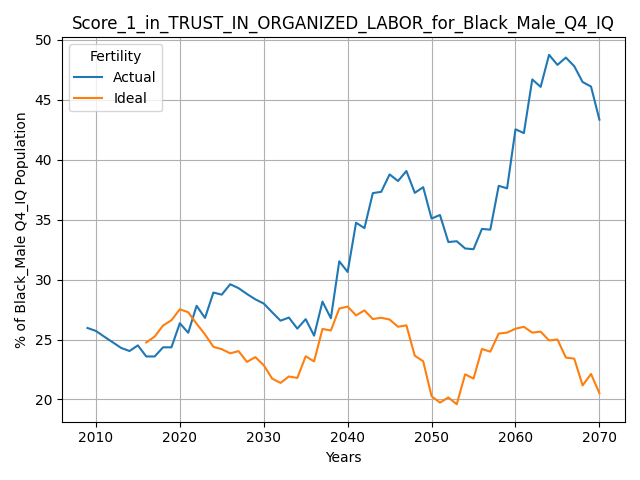 Score_1_in_TRUST_IN_ORGANIZED_LABOR_for_Black_Male_Q4_IQ
Fertility
Actual
Ideal
% of Black_Male Q4_IQ Population
50
45
40
35
30
25
20
2010 2020 2030 2040 2050 2060 2070
Years